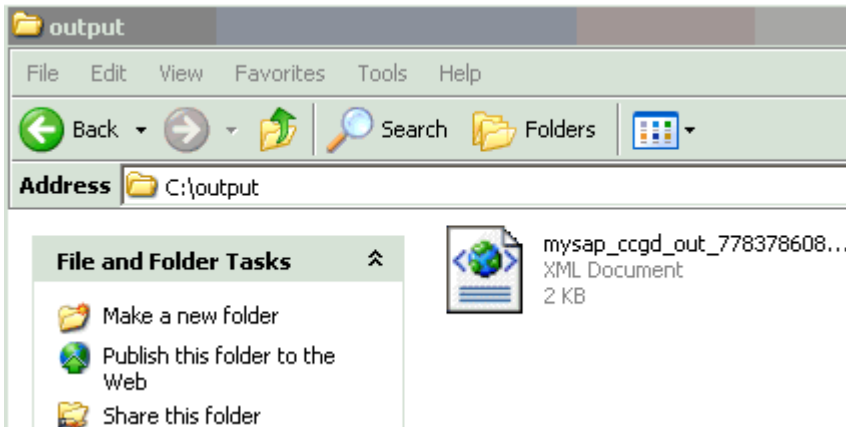 output
File Edit View Favorites Tools Help
Back Search Folders
Address C:\output
File and Folder Tasks
Make a new folder
Publish this folder to the
Web
Share this folder
mysap_ccgd_out_778378608...
XML Document
2 KB